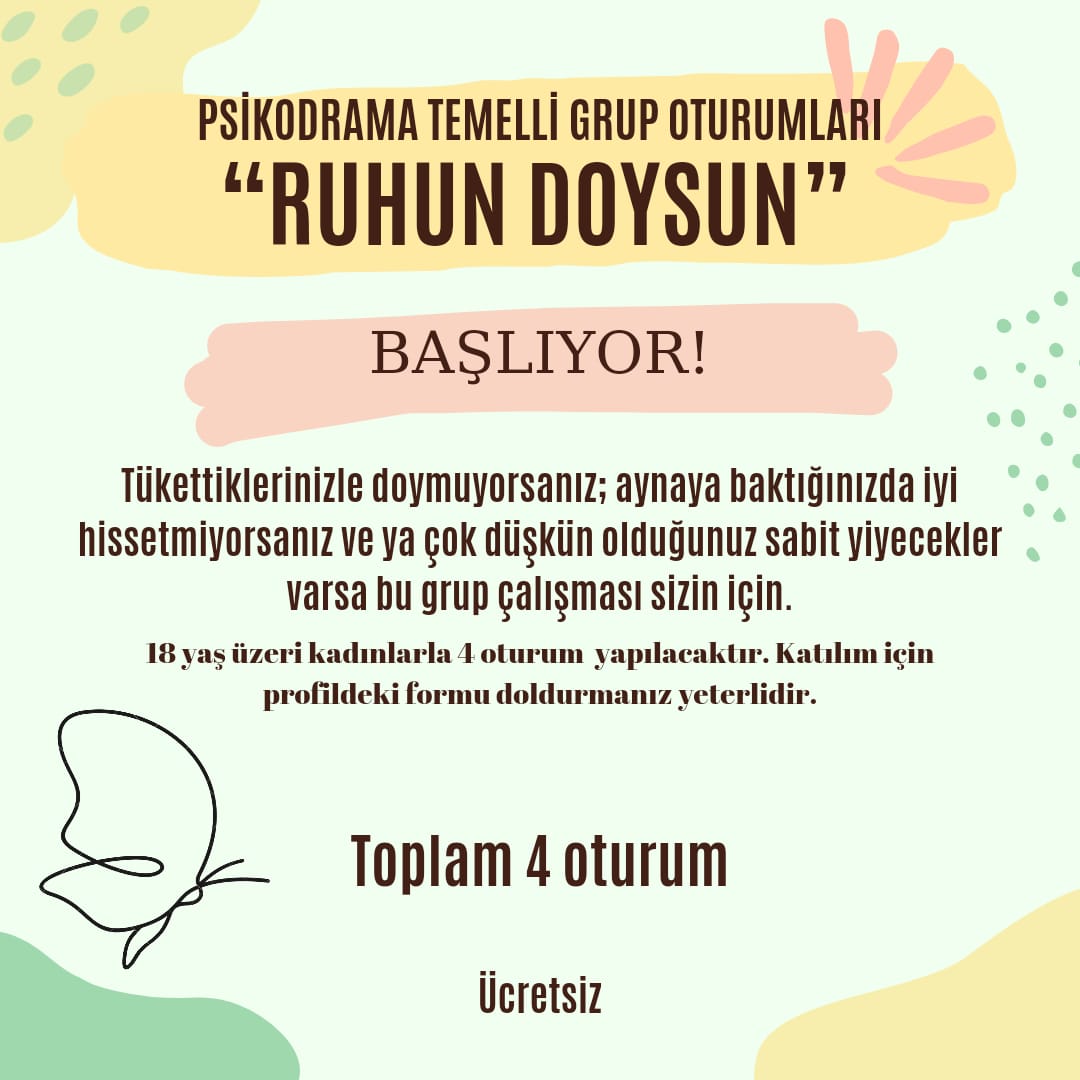 PSİKODRAMA TEMELLİ GRUP OTURUMLARI
“RUHUN DOYSUN”
BAŞLIYOR!
Tükettiklerinizle doymuyorsanız; aynaya baktığınızda iyi
hissetmiyorsanız ve ya çok düşkün olduğunuz sabit yiyecekler
varsa bu grup çalışması sizin için.
18 yaş üzeri kadınlarla 4 oturum yapılacaktır. Katılım için
profildeki formu doldurmanız yeterlidir.
Toplam 4 oturum
Ücretsiz